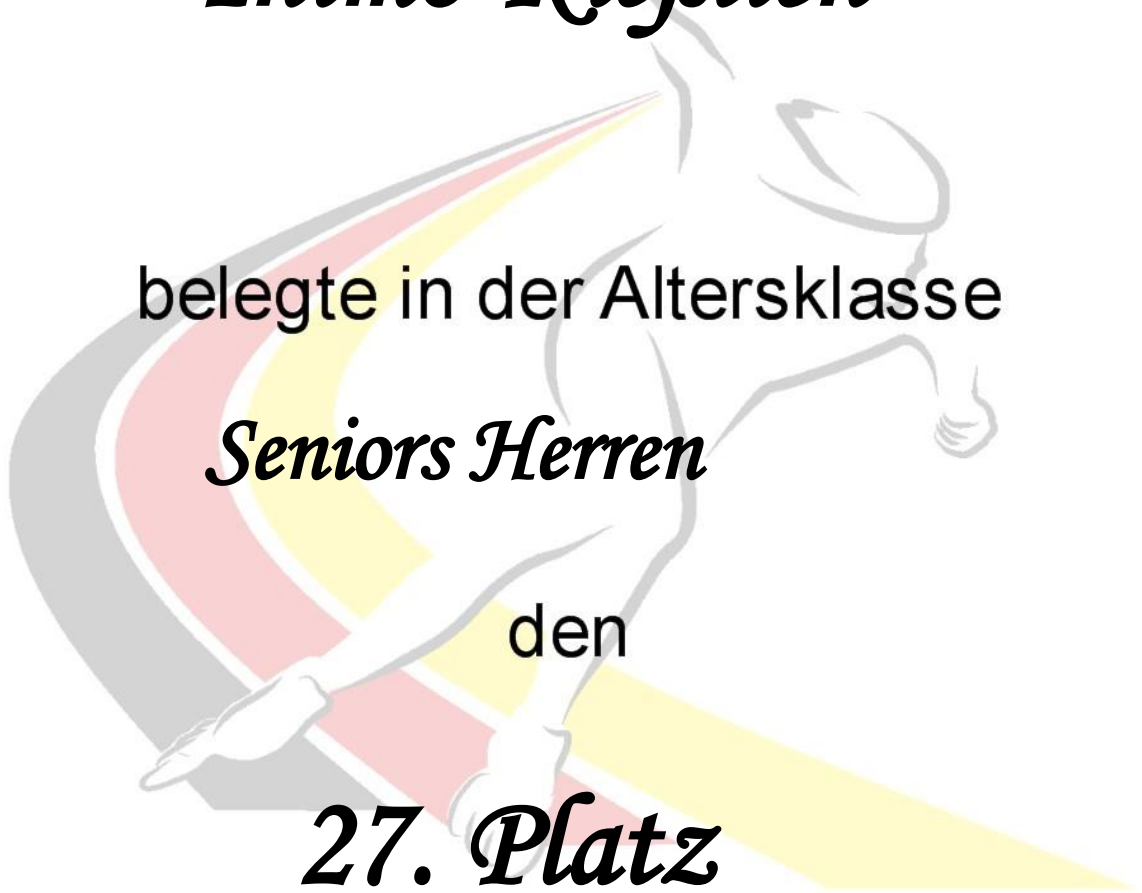 belegte in der Altersklasse
Seniors Herren
den
27. Platz